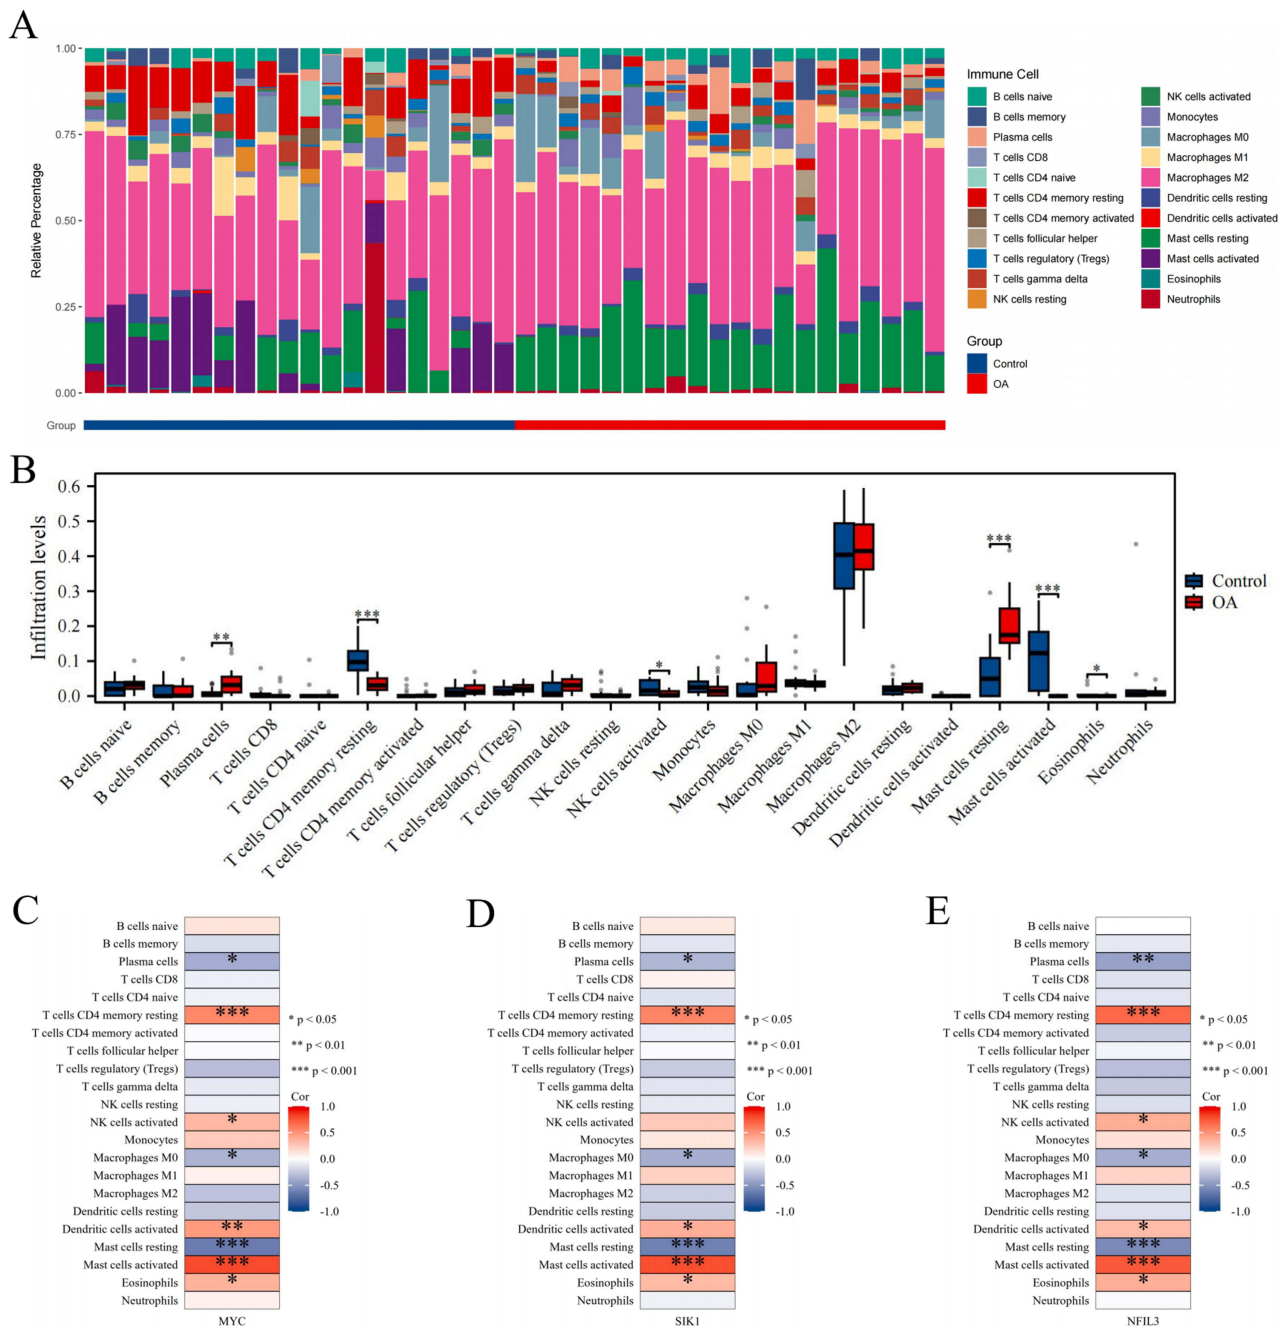 A
1.00
0.75
0.50
0.25
0.00
Relative Percentage
Group
Immune Cell
B cells naive
B cells memory
Plasma cells
T cells CD8
T cells CD4 naive
T cells CD4 memory resting
T cells CD4 memory activated
T cells follicular helper
T cells regulatory (Tregs)
T cells gamma delta
NK cells resting
NK cells activated
Monocytes
Macrophages M0
Macrophages M1
Macrophages M2
Dendritic cells resting
Dendritic cells activated
Mast cells resting
Mast cells activated
Eosinophils
Neutrophils
Group
Control
OA
B
0.6
0.5
0.4
0.3
0.2
0.1
0.0
Infiltration levels
**
***
*
***
***
*
Control
OA
B cells naive
B cells memory
Plasma cells
T cells CD8
T cells CD4 naive
T cells CD4 memory resting
T cells CD4 memory activated
T cells follicular helper
T cells regulatory (Tregs)
T cells gamma delta
NK cells resting
NK cells activated
Monocytes
Macrophages M0
Macrophages M1
Macrophages M2
Dendritic cells resting
Dendritic cells activated
Mast cells resting
Mast cells activated
Eosinophils
Neutrophils
C
B cells naive
B cells memory
Plasma cells *
T cells CD8
T cells CD4 naive
T cells CD4 memory resting ***
T cells CD4 memory activated
T cells follicular helper
T cells regulatory (Tregs)
T cells gamma delta
NK cells resting
NK cells activated *
Monocytes
Macrophages M0 *
Macrophages M1
Macrophages M2
Dendritic cells resting
Dendritic cells activated **
Mast cells resting ***
Mast cells activated ***
Eosinophils *
Neutrophils
MYC
* p < 0.05
** p < 0.01
*** p < 0.001
Cor
1.0
0.5
0.0
-0.5
-1.0
D
B cells naive
B cells memory
Plasma cells *
T cells CD8
T cells CD4 naive
T cells CD4 memory resting ***
T cells CD4 memory activated
T cells follicular helper
T cells regulatory (Tregs)
T cells gamma delta
NK cells resting
NK cells activated
Monocytes
Macrophages M0 *
Macrophages M1
Macrophages M2
Dendritic cells resting
Dendritic cells activated *
Mast cells resting ***
Mast cells activated ***
Eosinophils *
Neutrophils
SIK1
* p < 0.05
** p < 0.01
*** p < 0.001
Cor
1.0
0.5
0.0
-0.5
-1.0
E
B cells naive
B cells memory
Plasma cells **
T cells CD8
T cells CD4 naive
T cells CD4 memory resting ***
T cells CD4 memory activated
T cells follicular helper
T cells regulatory (Tregs)
T cells gamma delta
NK cells resting
NK cells activated *
Monocytes
Macrophages M0 *
Macrophages M1
Macrophages M2
Dendritic cells resting
Dendritic cells activated *
Mast cells resting ***
Mast cells activated ***
Eosinophils *
Neutrophils
NFIL3
* p < 0.05
** p < 0.01
*** p < 0.001
Cor
1.0
0.5
0.0
-0.5
-1.0